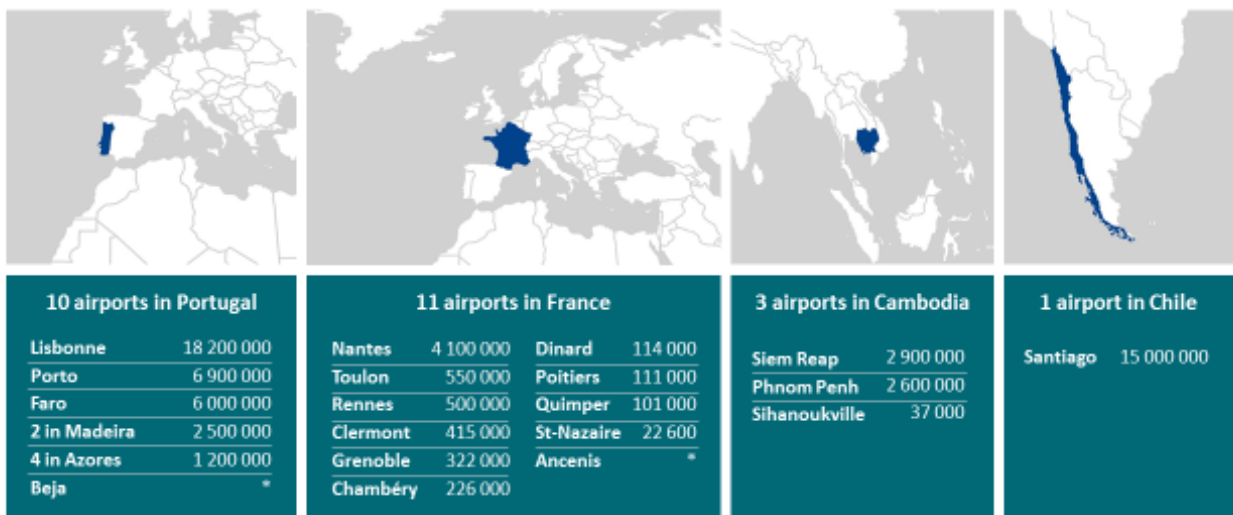 10 airports in Portugal
Lisbonne 18 200 000
Porto 6 900 000
Faro 6 000 000
2 in Madeira 2 500 000
4 in Azores 1 200 000
Beja *
11 airports in France
Nantes 4 100 000
Toulon 550 000
Rennes 500 000
Clermont 415 000
Grenoble 322 000
Chambéry 226 000
Dinard 114 000
Poitiers 111 000
Quimper 101 000
St-Nazaire 22 600
Ancenis *
3 airports in Cambodia
Siem Reap 2 900 000
Phnom Penh 2 600 000
Sihanoukville 37 000
1 airport in Chile
Santiago 15 000 000